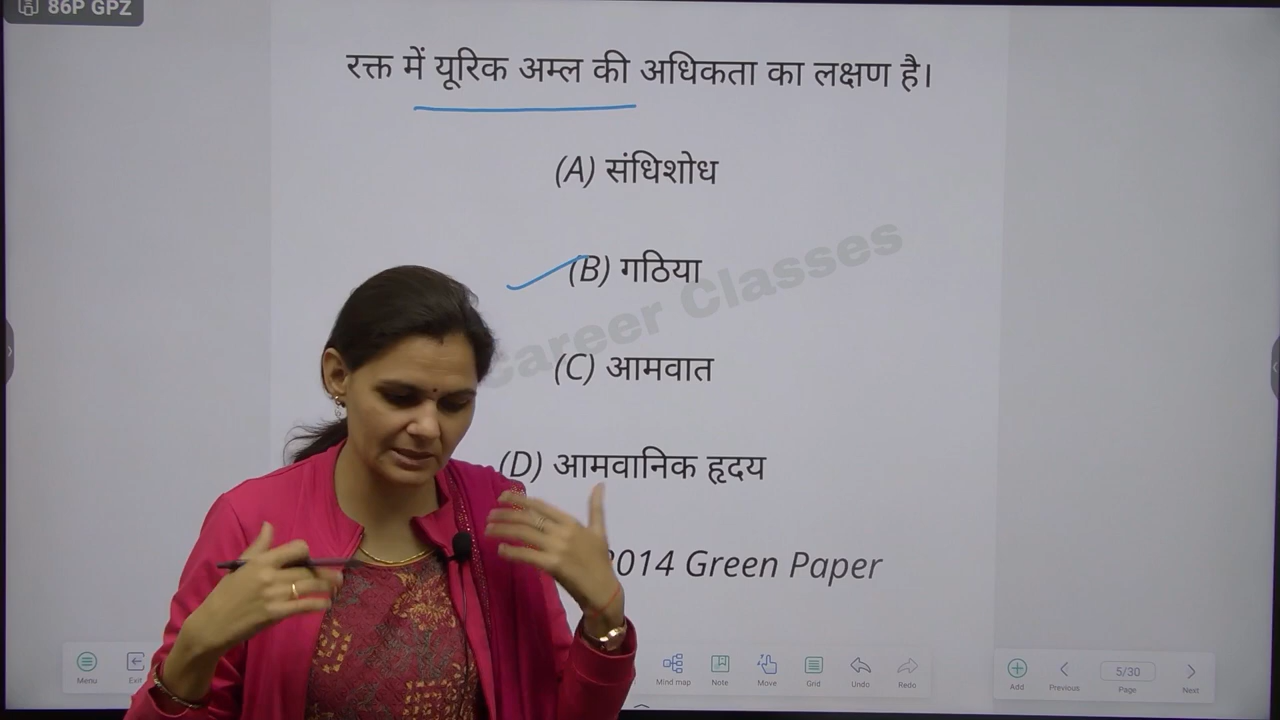 86P GPZ
रक्त में यूरिक अम्ल की अधिकता का लक्षण है।
(A) संधिशोध
(B) गठिया
Career Classes
(C) आमवात
(D) आमवानिक हृदय
2014 Green Paper
Menu Exit Mind map Note Move Grid Undo Redo Add Previous 5/30 Page Next